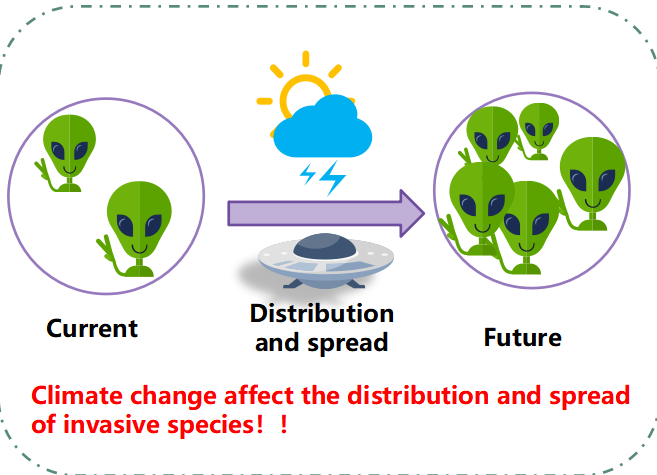 Current
Distribution
and spread
Future
Climate change affect the distribution and spread
of invasive species！！